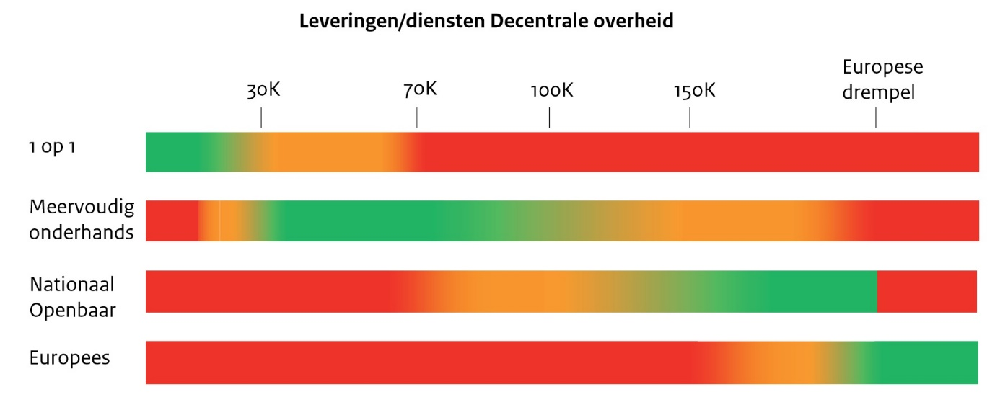 Leveringen/diensten Decentrale overheid
30K
70K
100K
150K
Europese
drempel
1 op 1
Meervoudig
onderhands
Nationaal
Openbaar
Europees